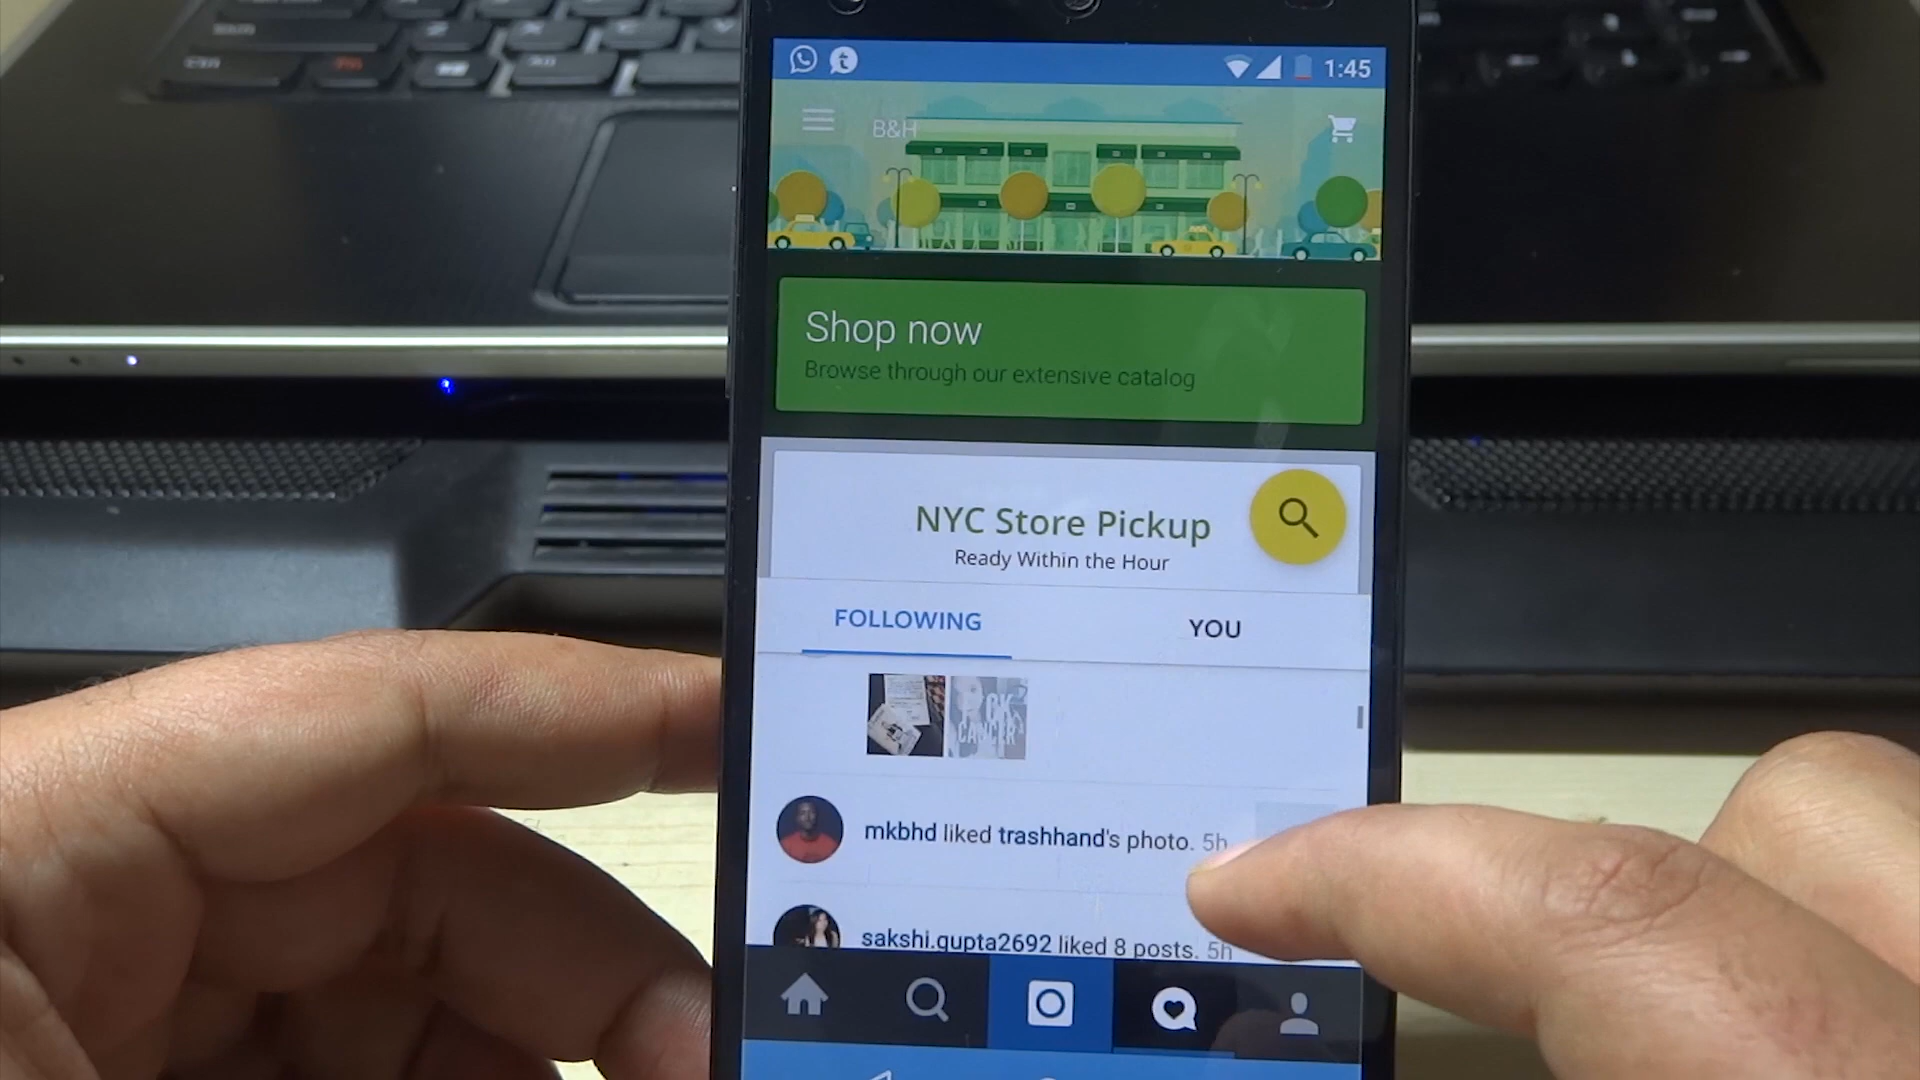 1:45
B&H
Shop now
Browse through our extensive catalog
NYC Store Pickup
Ready Within the Hour
FOLLOWING
YOU
CANCER
mkbhd liked trashhand's photo. 5h
sakshi.gupta2692 liked 8 posts. 5h